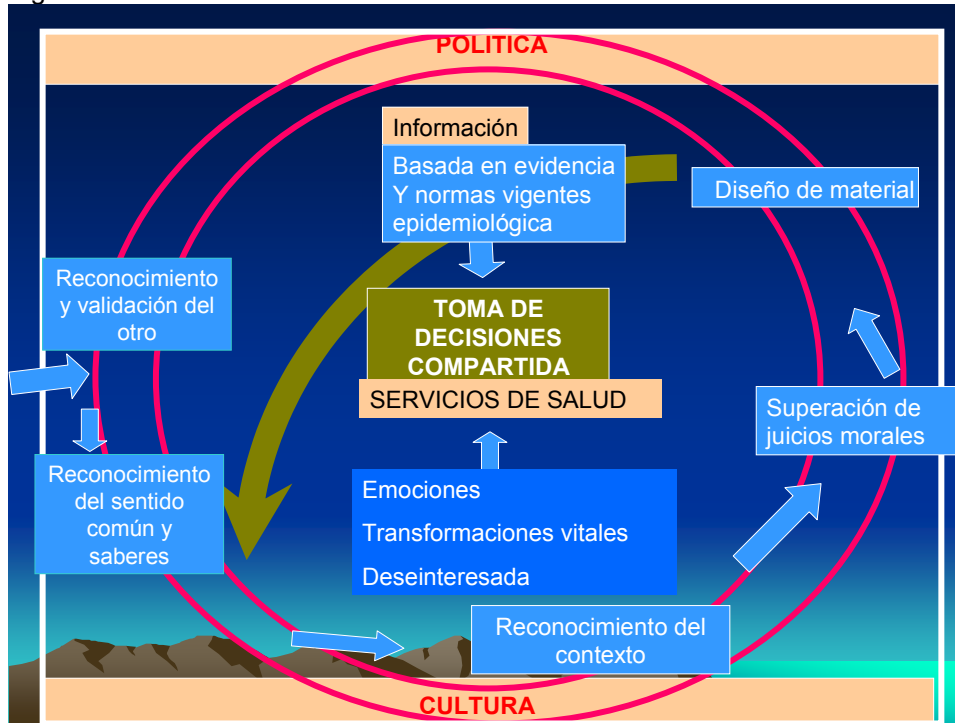 POLITICA
Información
Basada en evidencia
Y normas vigentes
epidemiológica
Diseño de material
Reconocimiento
y validación del
otro
TOMA DE
DECISIONES
COMPARTIDA
SERVICIOS DE SALUD
Superación de
juicios morales
Reconocimiento
del sentido
común y
saberes
Emociones
Transformaciones vitales
Deseinteresada
Reconocimiento del
contexto
CULTURA